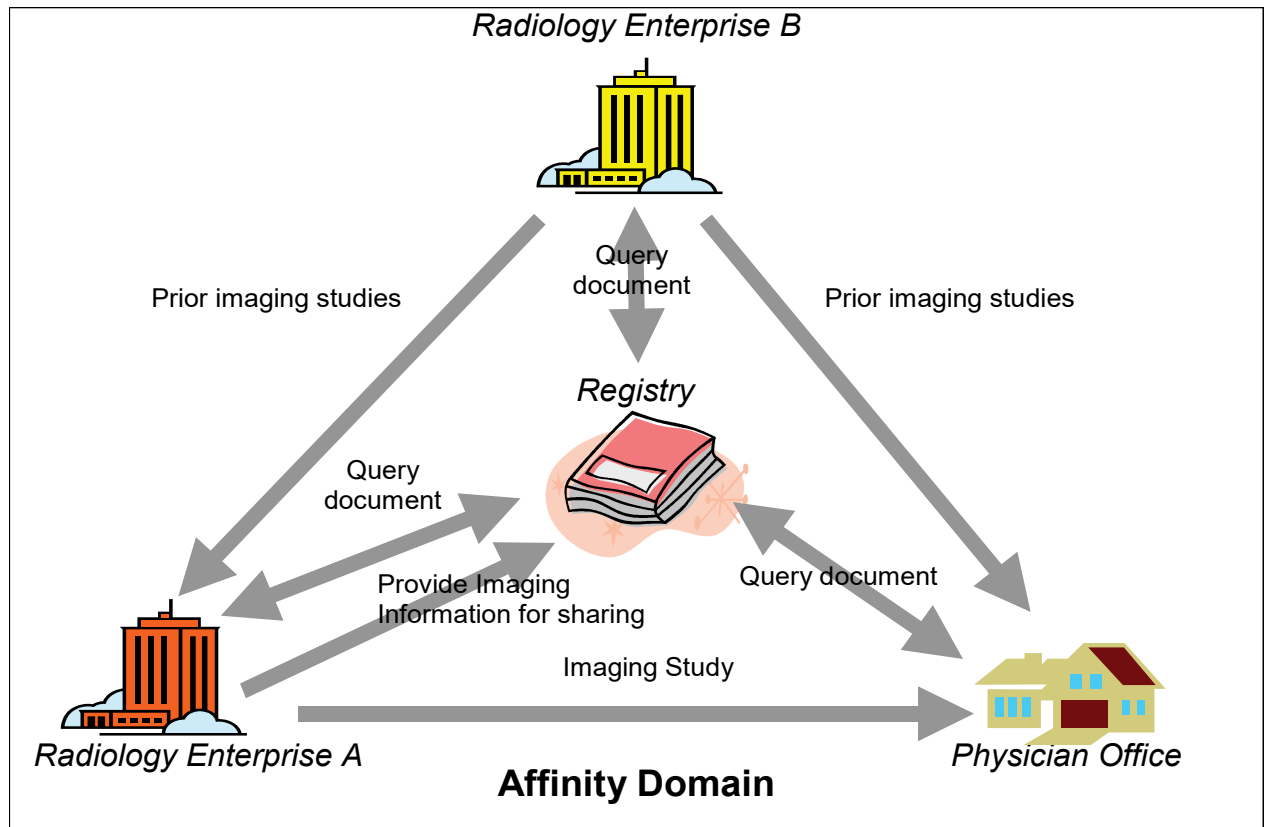 Radiology Enterprise B
Query
document
Prior imaging studies
Prior imaging studies
Registry
Query
document
Provide Imaging
Information for sharing
Query document
Imaging Study
Radiology Enterprise A
Physician Office
Affinity Domain